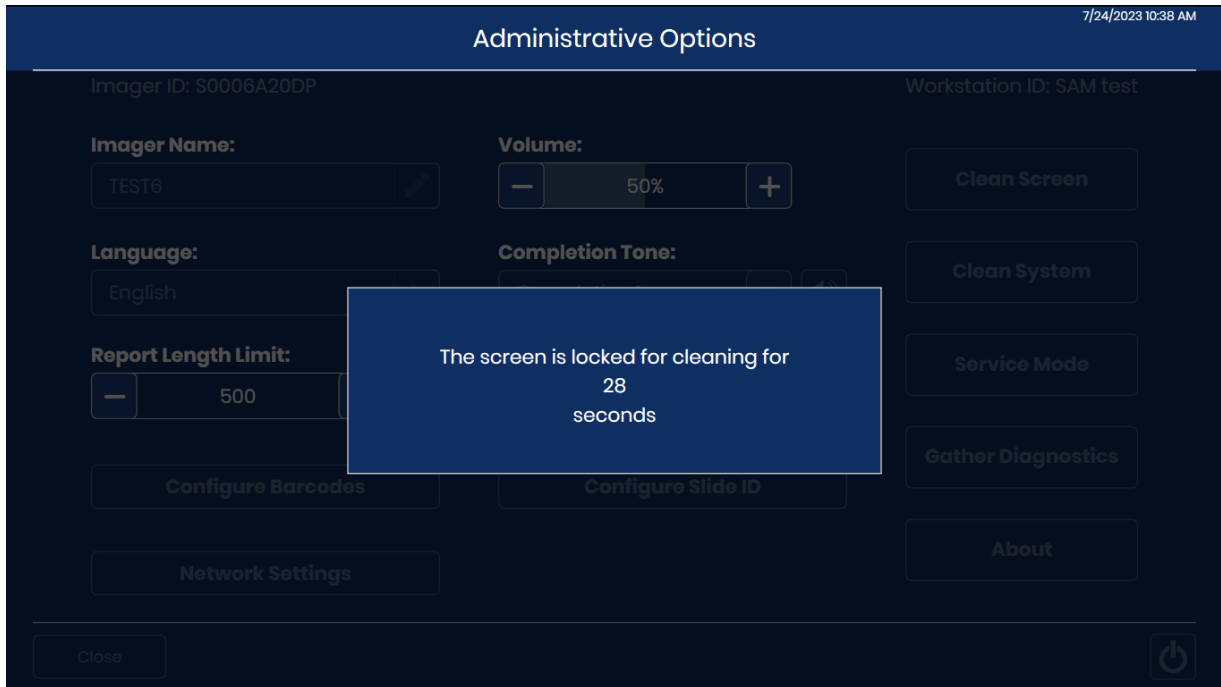 7/24/2023 10:38 AM
Administrative Options
Imager ID: S0006A20DP
Workstation ID: SAM test
Imager Name:
TEST6
Volume:
50%
Clean Screen
Language:
English
Completion Tone:
Clean System
Report Length Limit:
500
The screen is locked for cleaning for
28
seconds
Service Mode
Configure Barcodes
Configure Slide ID
Gather Diagnostics
Network Settings
About
Close